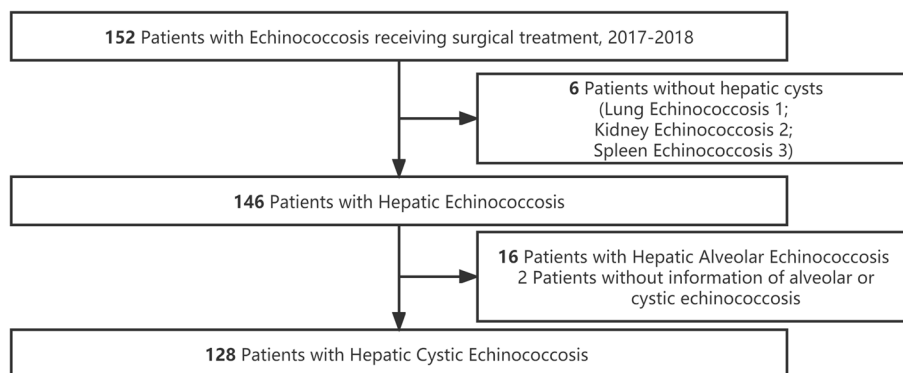 152 Patients with Echinococcosis receiving surgical treatment, 2017-2018
6 Patients without hepatic cysts
(Lung Echinococcosis 1;
Kidney Echinococcosis 2;
Spleen Echinococcosis 3)
146 Patients with Hepatic Echinococcosis
16 Patients with Hepatic Alveolar Echinococcosis
2 Patients without information of alveolar or
cystic echinococcosis
128 Patients with Hepatic Cystic Echinococcosis